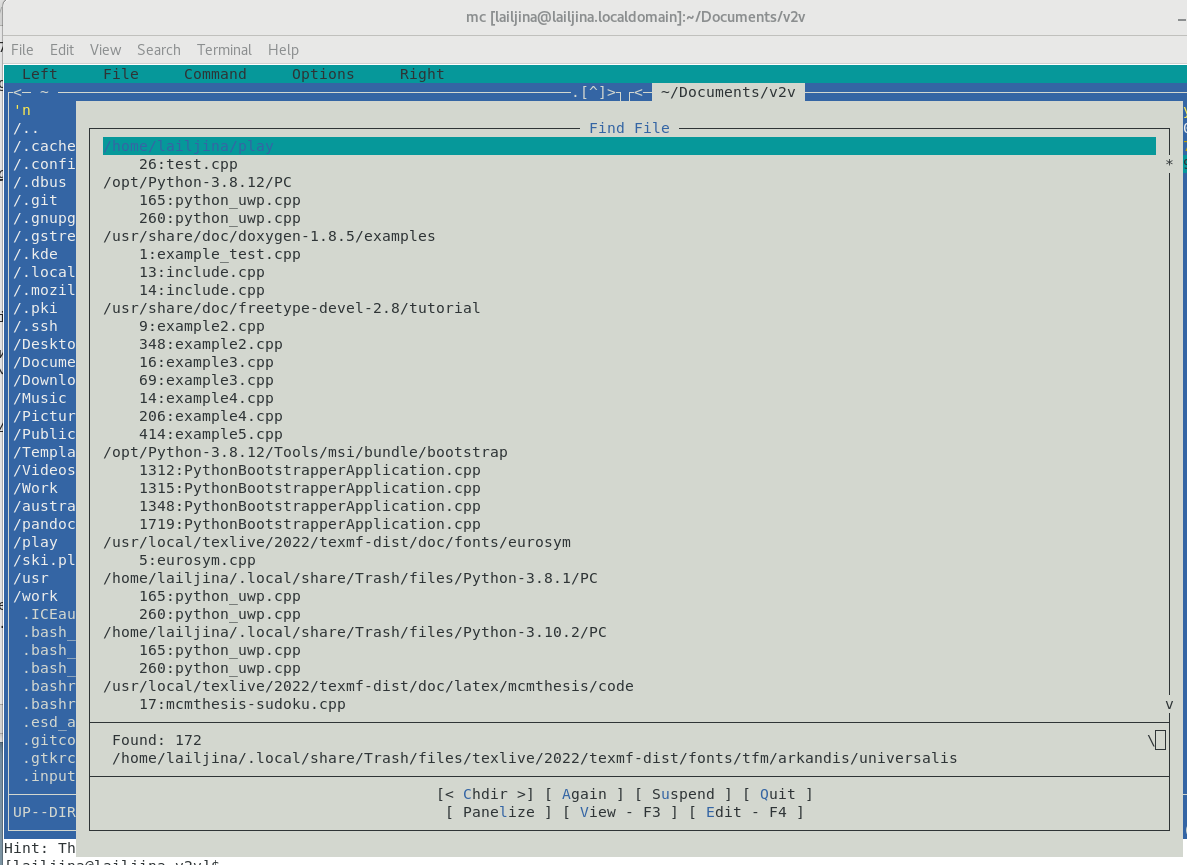 mc [lailjina@lailjina.localdomain]:~/Documents/v2v
File Edit View Search Terminal Help
Left File Command Options Right
<─ ~ .[^]> <─ ~/Documents/v2v
'n
/..
Find File
/.cache /home/lailjina/play
/.confi 26:test.cpp *
/.dbus /opt/Python-3.8.12/PC
/.git 165:python_uwp.cpp
/.gnupg 260:python_uwp.cpp
/.gstre /usr/share/doc/doxygen-1.8.5/examples
/.kde 1:example_test.cpp
/.local 13:include.cpp
/.mozil 14:include.cpp
/.pki /usr/share/doc/freetype-devel-2.8/tutorial
/.ssh 9:example2.cpp
/Deskto 348:example2.cpp
/Docume 16:example3.cpp
/Downlo 69:example3.cpp
/Music 14:example4.cpp
/Pictur 206:example4.cpp
/Public 414:example5.cpp
/Templa /opt/Python-3.8.12/Tools/msi/bundle/bootstrap
/Videos 1312:PythonBootstrapperApplication.cpp
/Work 1315:PythonBootstrapperApplication.cpp
/austra 1348:PythonBootstrapperApplication.cpp
/pandoc 1719:PythonBootstrapperApplication.cpp
/play /usr/local/texlive/2022/texmf-dist/doc/fonts/eurosym
/ski.pl 5:eurosym.cpp
/usr /home/lailjina/.local/share/Trash/files/Python-3.8.1/PC
/work 165:python_uwp.cpp
.ICEau 260:python_uwp.cpp
.bash_ /home/lailjina/.local/share/Trash/files/Python-3.10.2/PC
.bash_ 165:python_uwp.cpp
.bash_ 260:python_uwp.cpp
.bashr /usr/local/texlive/2022/texmf-dist/doc/latex/mcmthesis/code
.bashr 17:mcmthesis-sudoku.cpp v
.esd_a
.gitco Found: 172 \
.gtkrc /home/lailjina/.local/share/Trash/files/texlive/2022/texmf-dist/fonts/tfm/arkandis/universalis
.input
[< Chdir >] [ Again ] [ Suspend ] [ Quit ]
UP--DIR [ Panelize ] [ View - F3 ] [ Edit - F4 ]
Hint: Th
[lailjina@lailjina v2v]$